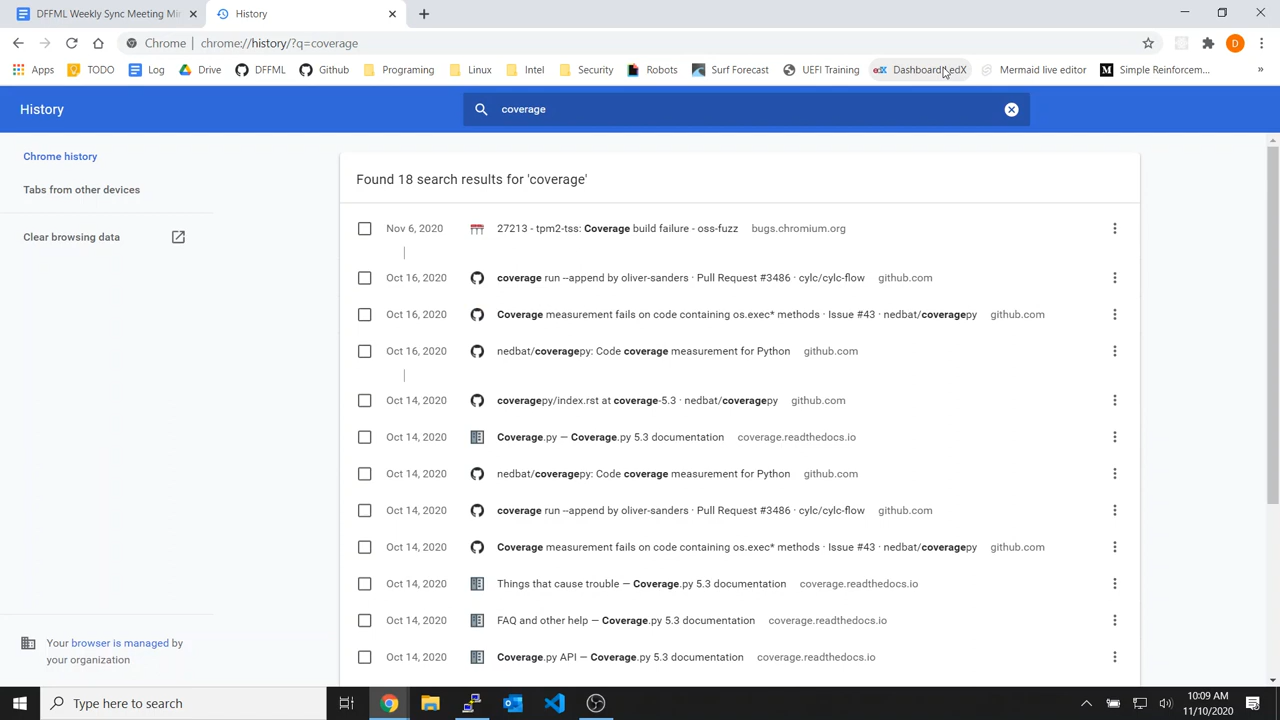 DFFML Weekly Sync Meeting Mi
History
Chrome
chrome://history/?q=coverage
D
Apps
TODO
Log
Drive
DFFML
Github
Programing
Linux
Intel
Security
Robots
Surf Forecast
UEFI Training
Dashboard
edX
Mermaid live editor
Simple Reinforcem...
»
History
coverage
Chrome history
Tabs from other devices
Clear browsing data
Found 18 search results for 'coverage'
Nov 6, 2020 27213 - tpm2-tss: Coverage build failure - oss-fuzz bugs.chromium.org
Oct 16, 2020 coverage run --append by oliver-sanders · Pull Request #3486 · cylc/cylc-flow github.com
Oct 16, 2020 Coverage measurement fails on code containing os.exec* methods · Issue #43 · nedbat/coveragepy github.com
Oct 16, 2020 nedbat/coveragepy: Code coverage measurement for Python github.com
Oct 14, 2020 coveragepy/index.rst at coverage-5.3 · nedbat/coveragepy github.com
Oct 14, 2020 Coverage.py — Coverage.py 5.3 documentation coverage.readthedocs.io
Oct 14, 2020 nedbat/coveragepy: Code coverage measurement for Python github.com
Oct 14, 2020 coverage run --append by oliver-sanders · Pull Request #3486 · cylc/cylc-flow github.com
Oct 14, 2020 Coverage measurement fails on code containing os.exec* methods · Issue #43 · nedbat/coveragepy github.com
Oct 14, 2020 Things that cause trouble — Coverage.py 5.3 documentation coverage.readthedocs.io
Oct 14, 2020 FAQ and other help — Coverage.py 5.3 documentation coverage.readthedocs.io
Oct 14, 2020 Coverage.py API — Coverage.py 5.3 documentation coverage.readthedocs.io
Your browser is managed by
your organization
Type here to search
10:09 AM
11/10/2020